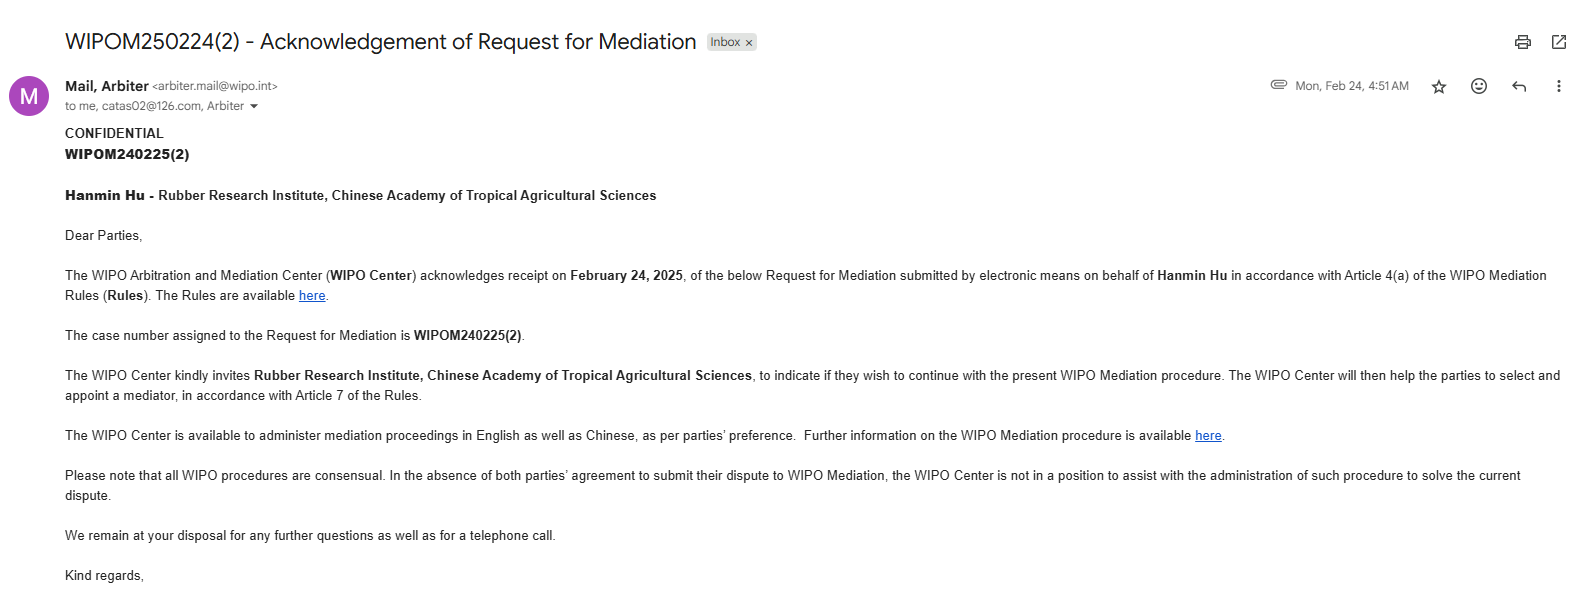 WIPOM250224(2) - Acknowledgement of Request for Mediation Inbox ×
M
Mail, Arbiter <arbiter.mail@wipo.int>
Mon, Feb 24, 4:51 AM
to me, catas02@126.com, Arbiter
CONFIDENTIAL
WIPOM240225(2)
Hanmin Hu - Rubber Research Institute, Chinese Academy of Tropical Agricultural Sciences
Dear Parties,
The WIPO Arbitration and Mediation Center (WIPO Center) acknowledges receipt on February 24, 2025, of the below Request for Mediation submitted by electronic means on behalf of Hanmin Hu in accordance with Article 4(a) of the WIPO Mediation
Rules (Rules). The Rules are available here.
The case number assigned to the Request for Mediation is WIPOM240225(2).
The WIPO Center kindly invites Rubber Research Institute, Chinese Academy of Tropical Agricultural Sciences, to indicate if they wish to continue with the present WIPO Mediation procedure. The WIPO Center will then help the parties to select and
appoint a mediator, in accordance with Article 7 of the Rules.
The WIPO Center is available to administer mediation proceedings in English as well as Chinese, as per parties' preference.  Further information on the WIPO Mediation procedure is available here.
Please note that all WIPO procedures are consensual. In the absence of both parties' agreement to submit their dispute to WIPO Mediation, the WIPO Center is not in a position to assist with the administration of such procedure to solve the current
dispute.
We remain at your disposal for any further questions as well as for a telephone call.
Kind regards,